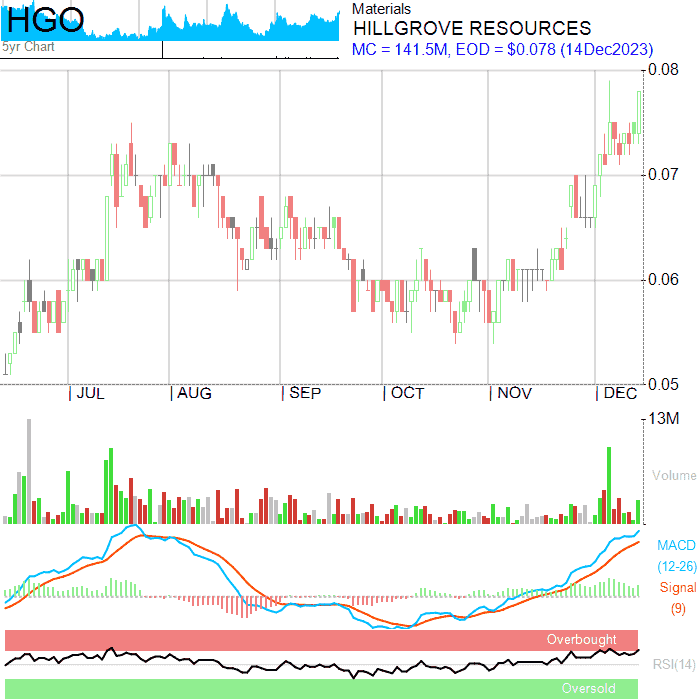 HGO
5yr Chart
Materials
HILLGROVE RESOURCES
MC = 141.5M, EOD = $0.078 (14Dec2023)
0.08
0.07
0.06
0.05
JUL AUG SEP OCT NOV DEC
13M
Volume
MACD
(12-26)
Signal
(9)
Overbought
RSI(14)
Oversold